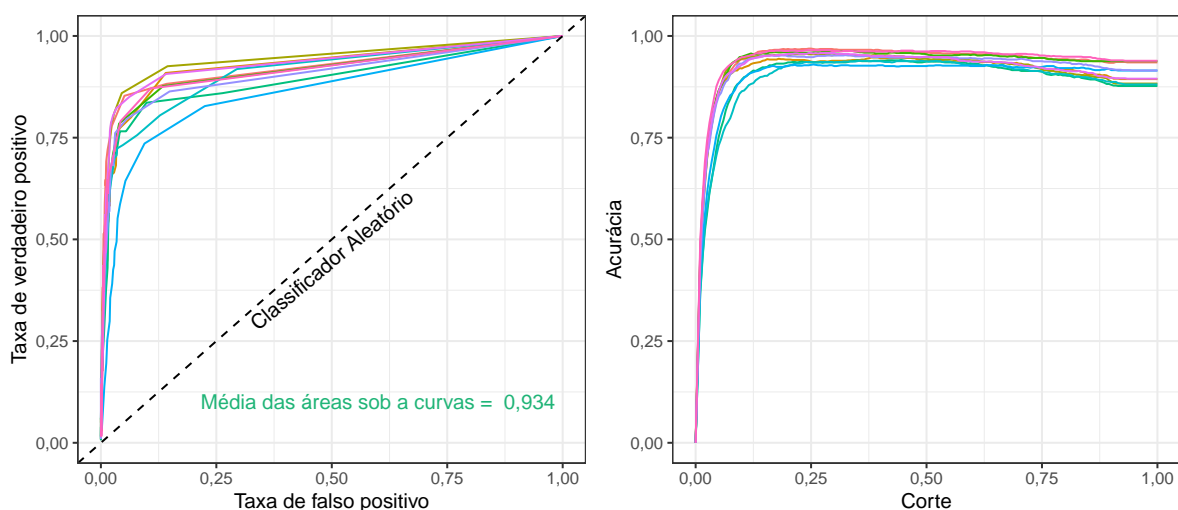 1,00
0,75
0,50
0,25
0,00
Taxa de verdadeiro positivo
Classificador Aleatório
Média das áreas sob a curvas =  0,934
0,00 0,25 0,50 0,75 1,00
Taxa de falso positivo
1,00
0,75
0,50
0,25
0,00
Acurácia
0,00 0,25 0,50 0,75 1,00
Corte